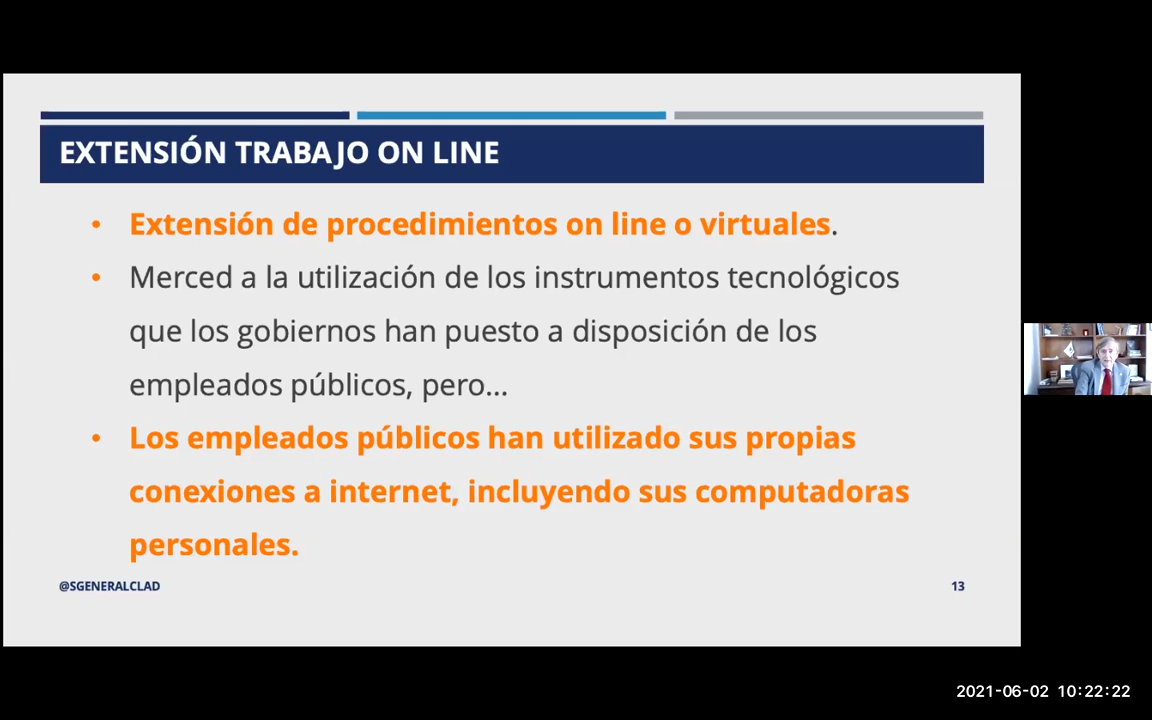 EXTENSIÓN TRABAJO ON LINE
• Extensión de procedimientos on line o virtuales.
• Merced a la utilización de los instrumentos tecnológicos
que los gobiernos han puesto a disposición de los
empleados públicos, pero...
• Los empleados públicos han utilizado sus propias
conexiones a internet, incluyendo sus computadoras
personales.
@SGENERALCLAD
13
2021-06-02 10:22:22